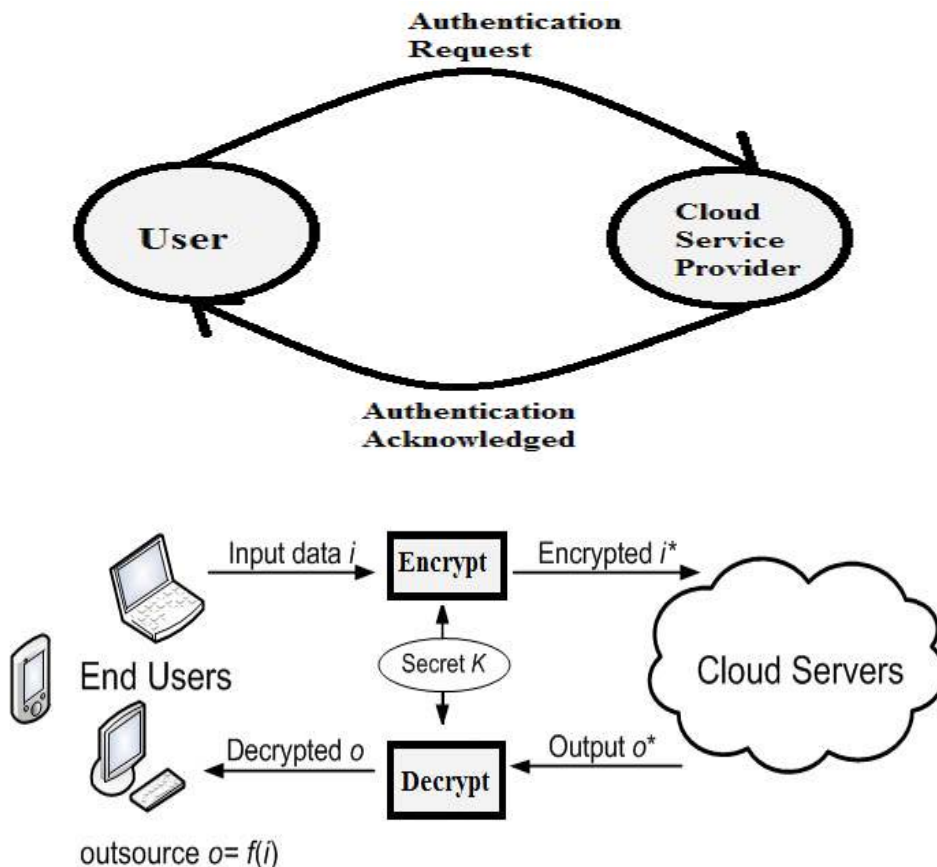 Authentication
Request
User
Cloud
Service
Provider
Authentication
Acknowledged
Input data i
Encrypt
Encrypted i*
End Users
Secret K
Cloud Servers
Decrypted o
Decrypt
Output o*
outsource o= f(i)